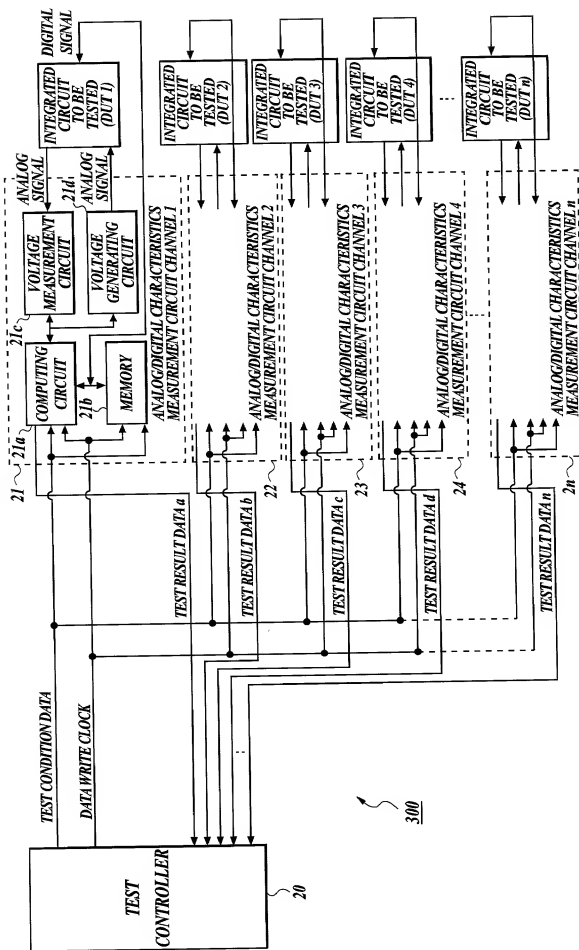 TEST
CONTROLLER
20
TEST CONDITION DATA
DATA WRITE CLOCK
300
TEST RESULT DATA a
TEST RESULT DATA b
TEST RESULT DATA c
TEST RESULT DATA d
TEST RESULT DATA n
21
21a
COMPUTING
CIRCUIT
21b
MEMORY
21c
VOLTAGE
MEASUREMENT
CIRCUIT
21d
VOLTAGE
GENERATING
CIRCUIT
ANALOG/DIGITAL CHARACTERISTICS
MEASUREMENT CIRCUIT CHANNEL 1
ANALOG
SIGNAL
ANALOG SIGNAL
DIGITAL
SIGNAL
INTEGRATED
CIRCUIT
TO BE
TESTED
(DUT 1)
22
ANALOG/DIGITAL CHARACTERISTICS
MEASUREMENT CIRCUIT CHANNEL 2
INTEGRATED
CIRCUIT
TO BE
TESTED
(DUT 2)
23
ANALOG/DIGITAL CHARACTERISTICS
MEASUREMENT CIRCUIT CHANNEL 3
INTEGRATED
CIRCUIT
TO BE
TESTED
(DUT 3)
24
ANALOG/DIGITAL CHARACTERISTICS
MEASUREMENT CIRCUIT CHANNEL 4
INTEGRATED
CIRCUIT
TO BE
TESTED
(DUT 4)
2n
ANALOG/DIGITAL CHARACTERISTICS
MEASUREMENT CIRCUIT CHANNEL n
INTEGRATED
CIRCUIT
TO BE
TESTED
(DUT n)